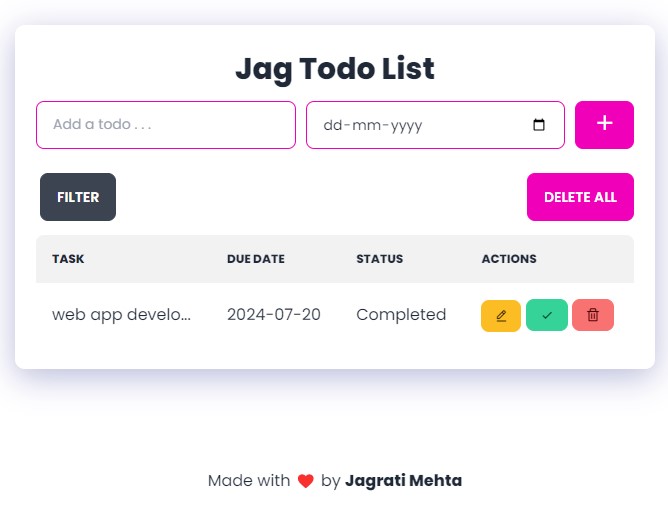 Jag Todo List
Add a todo . . . dd-mm-yyyy +
FILTER DELETE ALL
TASK DUE DATE STATUS ACTIONS
web app develo... 2024-07-20 Completed
Made with ❤ by Jagrati Mehta